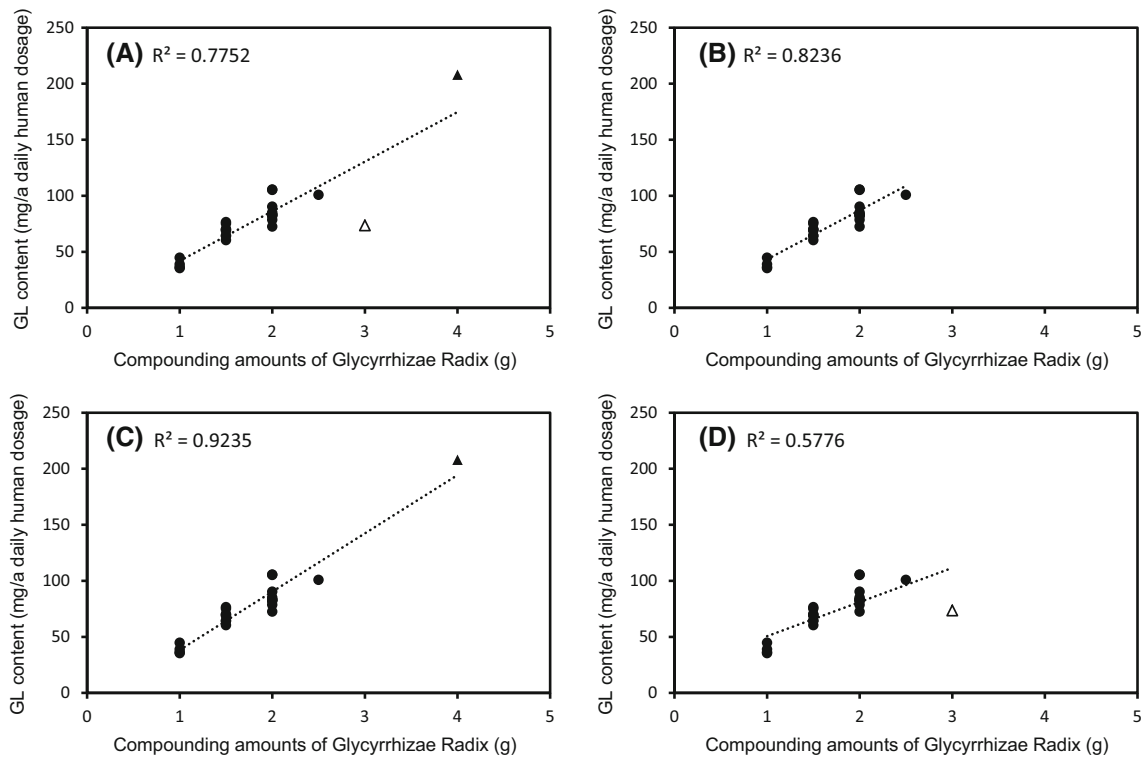 (A) R² = 0.7752
GL content (mg/a daily human dosage)
250
200
150
100
50
0
0 1 2 3 4 5
Compounding amounts of Glycyrrhizae Radix (g)
(B) R² = 0.8236
GL content (mg/a daily human dosage)
250
200
150
100
50
0
0 1 2 3 4 5
Compounding amounts of Glycyrrhizae Radix (g)
(C) R² = 0.9235
GL content (mg/a daily human dosage)
250
200
150
100
50
0
0 1 2 3 4 5
Compounding amounts of Glycyrrhizae Radix (g)
(D) R² = 0.5776
GL content (mg/a daily human dosage)
250
200
150
100
50
0
0 1 2 3 4 5
Compounding amounts of Glycyrrhizae Radix (g)